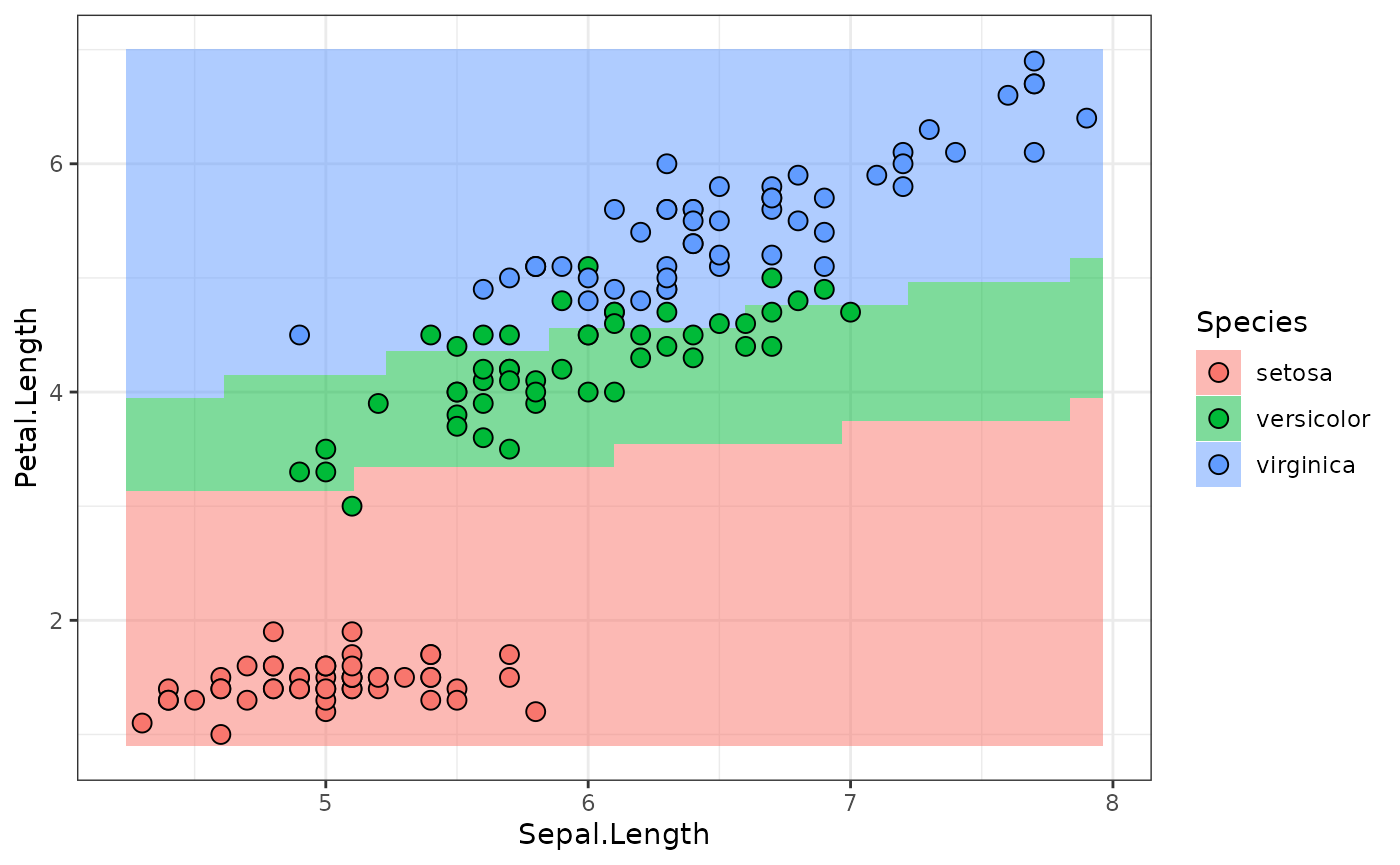 6
4
2
Petal.Length
5 6 7 8
Sepal.Length
Species
setosa
versicolor
virginica